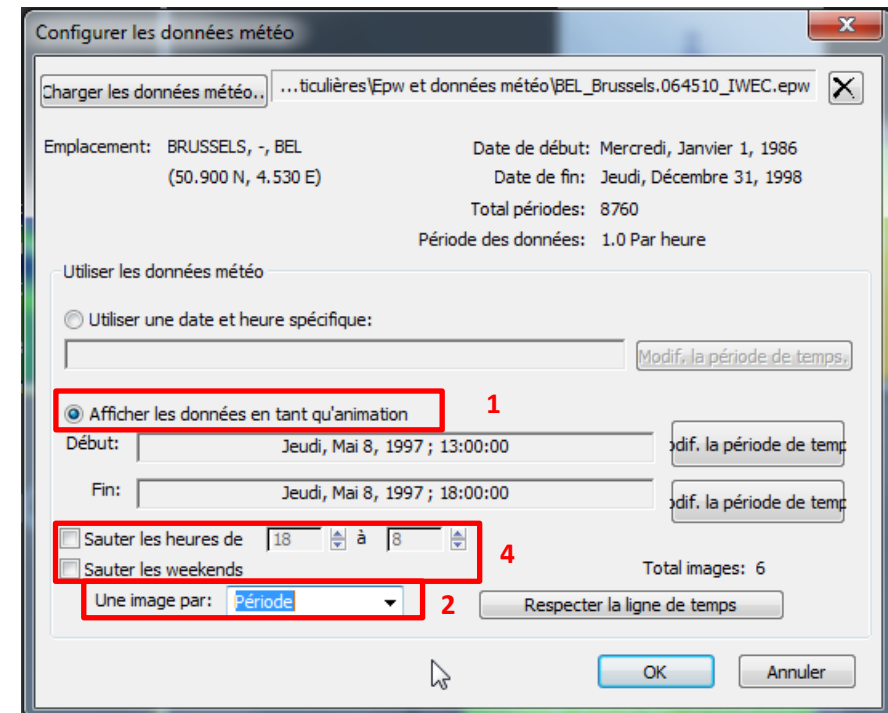 Configurer les données météo
Charger les données météo.. ...ticulières\Epw et données météo\BEL_Brussels.064510_IWEC.epw
Emplacement: BRUSSELS, -, BEL Date de début: Mercredi, Janvier 1, 1986
(50.900 N, 4.530 E) Date de fin: Jeudi, Décembre 31, 1998
Total périodes: 8760
Période des données: 1.0 Par heure
Utiliser les données météo
Utiliser une date et heure spécifique:
Modif. la période de temps.
Afficher les données en tant qu'animation 1
Début: Jeudi, Mai 8, 1997 ; 13:00:00 odif. la période de temp
Fin: Jeudi, Mai 8, 1997 ; 18:00:00 odif. la période de temp
Sauter les heures de 18 à 8
4
Sauter les weekends Total images: 6
Une image par: Période 2 Respecter la ligne de temps
OK Annuler